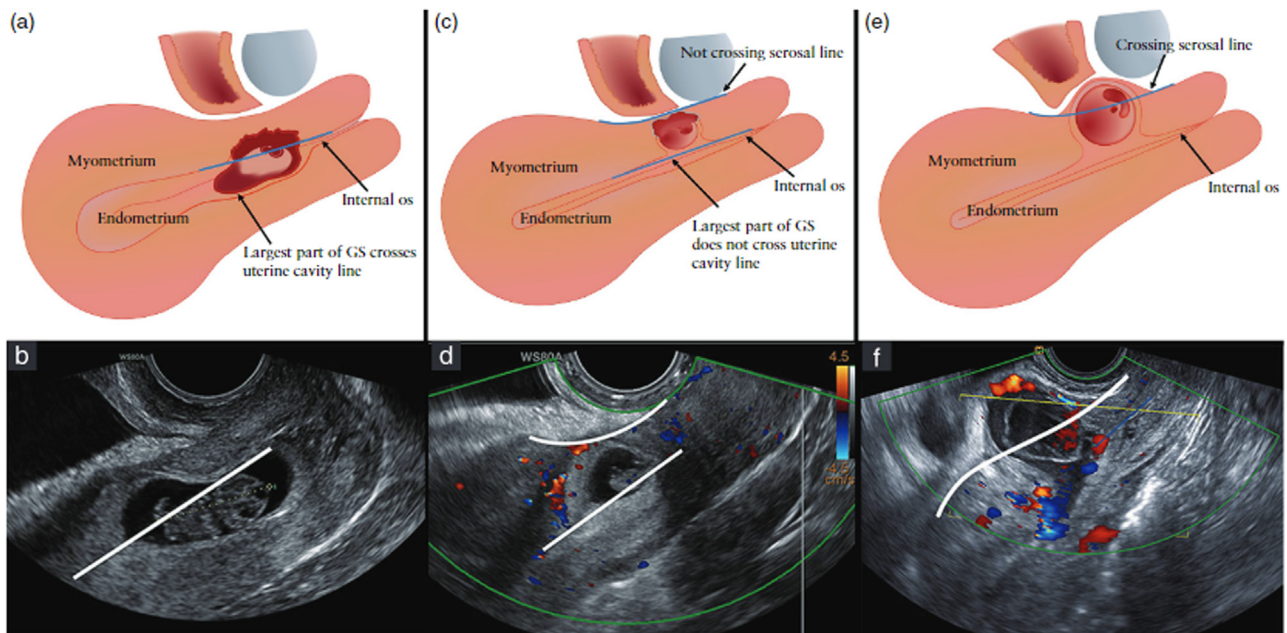 (a)
Myometrium
Endometrium
Internal os
Largest part of GS crosses
uterine cavity line
(c)
Not crossing serosal line
Myometrium
Endometrium
Internal os
Largest part of GS
does not cross uterine
cavity line
(e)
Crossing serosal line
Myometrium
Endometrium
Internal os
b
WS80A
d
WS80A
4.5
-4.5
cm/s
f